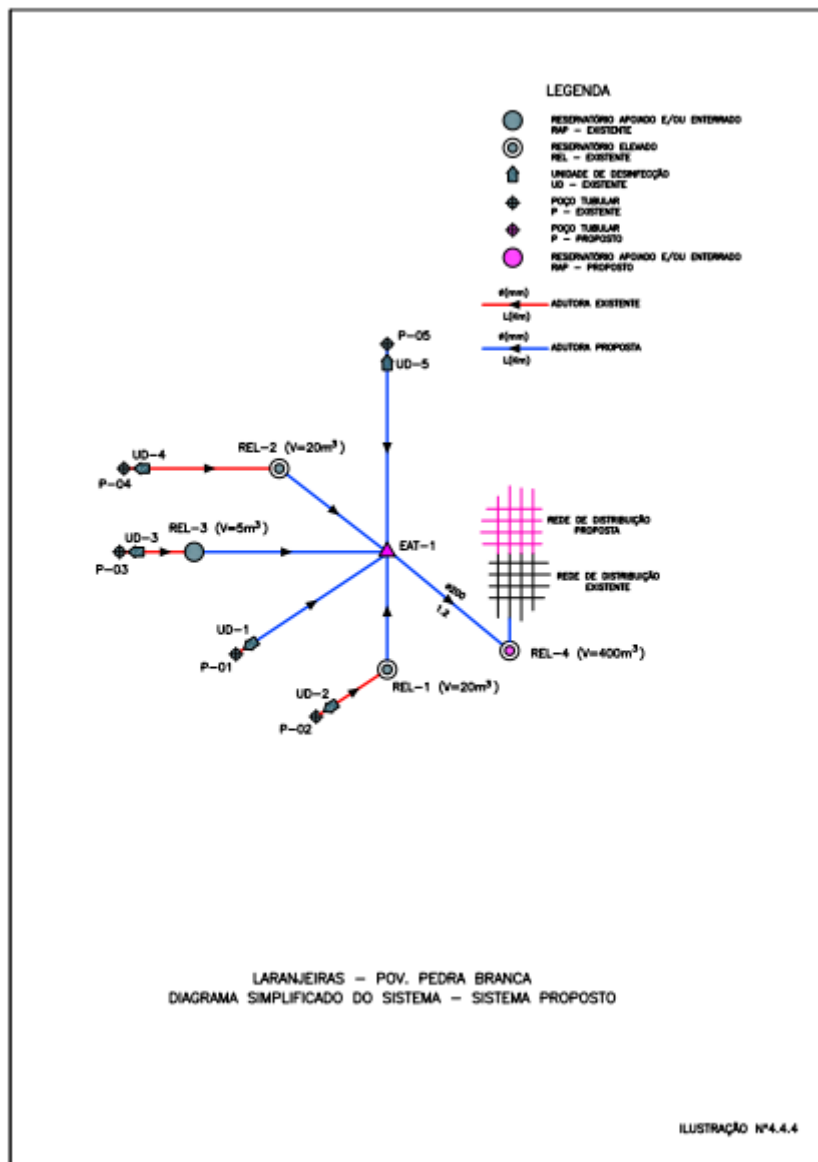 LEGENDA
RESERVATÓRIO APOIADO E/OU ENTERRADO
RAP - EXISTENTE
RESERVATÓRIO ELEVADO
REL - EXISTENTE
UNIDADE DE DESINFECÇÃO
UD - EXISTENTE
POÇO TUBULAR
P - EXISTENTE
POÇO TUBULAR
P - PROPOSTO
RESERVATÓRIO APOIADO E/OU ENTERRADO
RAP - PROPOSTO
ø(mm)
ADUTORA EXISTENTE
L(Km)
ø(mm)
ADUTORA PROPOSTA
L(Km)
P-05
UD-5
REL-2 (V=20m³)
UD-4
P-04
REL-3 (V=5m³)
UD-3
P-03
EAT-1
REDE DE DISTRIBUIÇÃO
PROPOSTA
REDE DE DISTRIBUIÇÃO
EXISTENTE
ø200
1.2
UD-1
P-01
REL-4 (V=400m³)
UD-2
REL-1 (V=20m³)
P-02
LARANJEIRAS - POV. PEDRA BRANCA
DIAGRAMA SIMPLIFICADO DO SISTEMA - SISTEMA PROPOSTO
ILUSTRAÇÃO Nº4.4.4